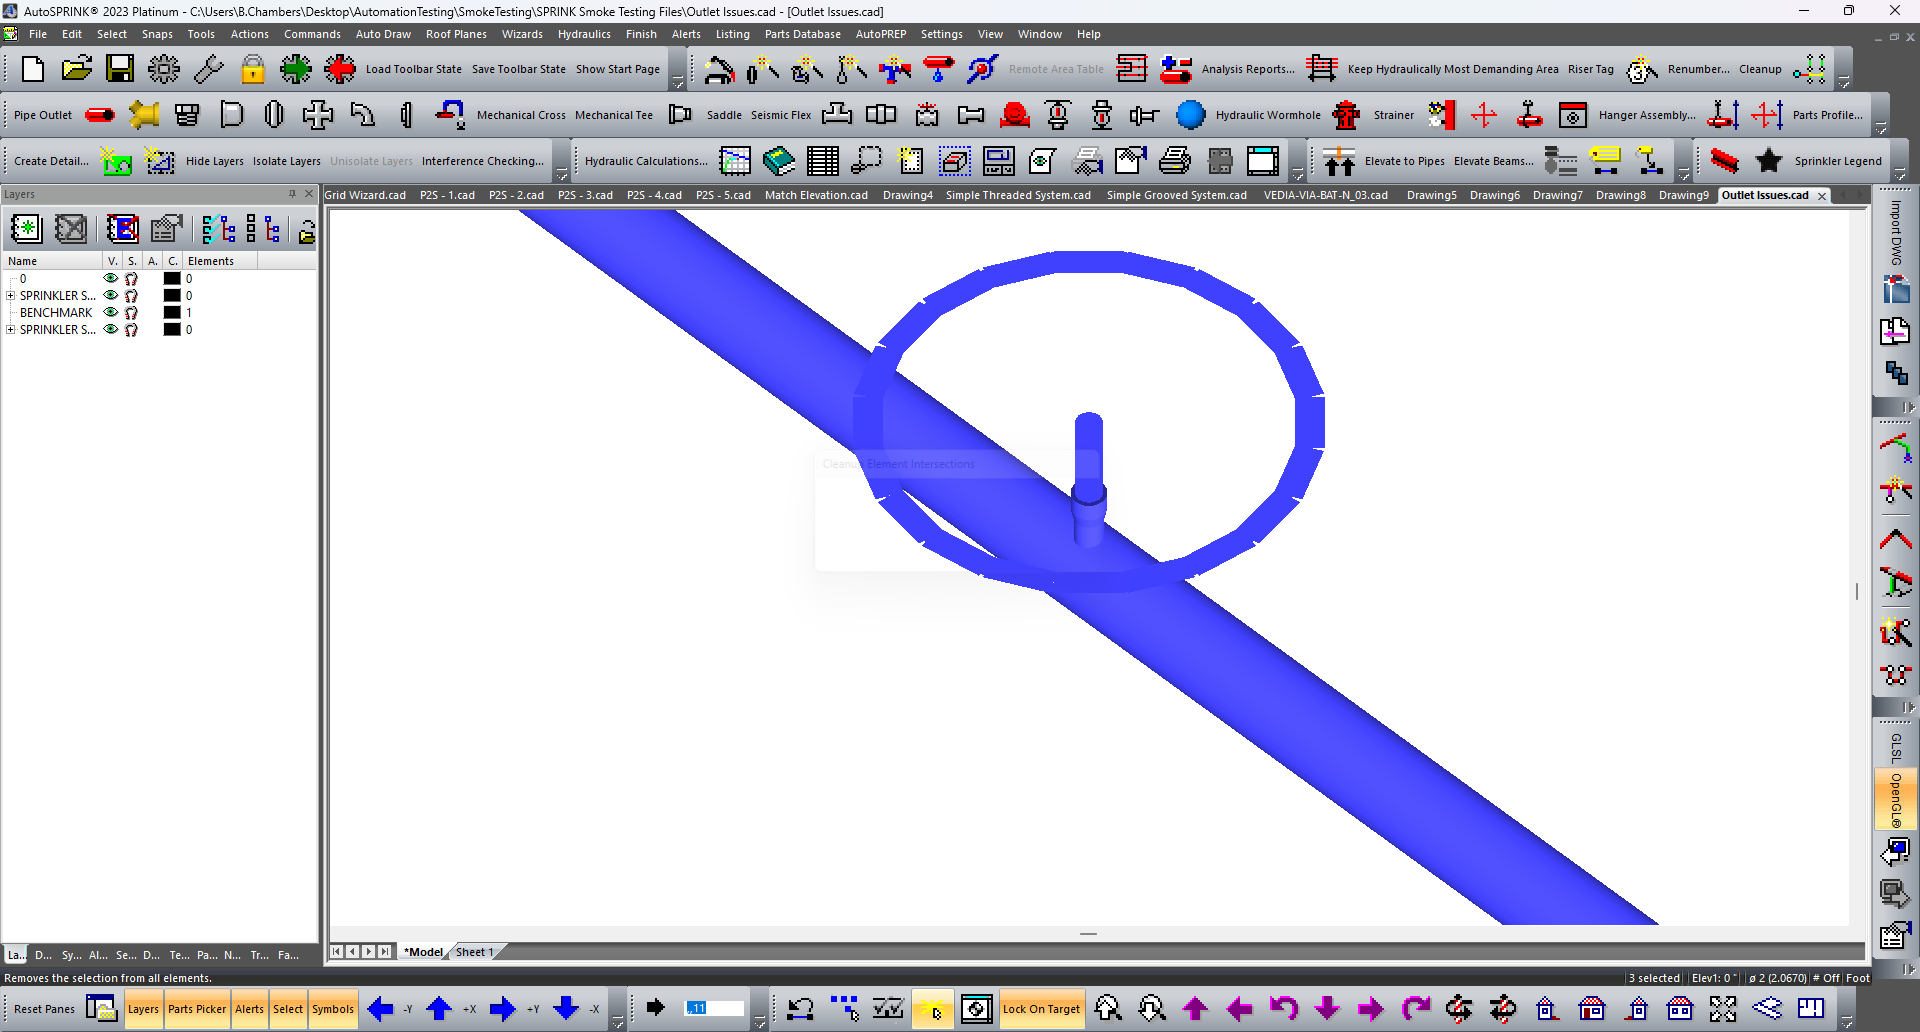 AutoSPRINK® 2023 Platinum - C:\Users\B.Chambers\Desktop\AutomationTesting\SmokeTesting\SPRINK Smoke Testing Files\Outlet Issues.cad - [Outlet Issues.cad]
File Edit Select Snaps Tools Actions Commands Auto Draw Roof Planes Wizards Hydraulics Finish Alerts Listing Parts Database AutoPREP Settings View Window Help
Load Toolbar State Save Toolbar State Show Start Page Remote Area Table Analysis Reports... Keep Hydraulically Most Demanding Area Riser Tag Renumber... Cleanup
Pipe Outlet Mechanical Cross Mechanical Tee Saddle Seismic Flex Hydraulic Wormhole Strainer Hanger Assembly... Parts Profile...
Create Detail... Hide Layers Isolate Layers Unisolate Layers Interference Checking... Hydraulic Calculations... Elevate to Pipes Elevate Beams... Sprinkler Legend
Layers
Grid Wizard.cad P2S - 1.cad P2S - 2.cad P2S - 3.cad P2S - 4.cad P2S - 5.cad Match Elevation.cad Drawing4 Simple Threaded System.cad Simple Grooved System.cad VEDIA-VIA-BAT-N_03.cad Drawing5 Drawing6 Drawing7 Drawing8 Drawing9 Outlet Issues.cad
Import DWG
Name V. S. A. C. Elements
0 0
SPRINKLER S... 0
BENCHMARK 1
SPRINKLER S... 0
Cleanup Element Intersections
GLSL
OpenGL®
La... D... Sy... Al... Se... D... Te... Pa... N... Tr... Fa...
*Model Sheet 1
Removes the selection from all elements.
3 selected Elev1: 0 " ø 2 (2.0670) # Off Foot
Reset Panes Layers Parts Picker Alerts Select Symbols -Y +X +Y -X ,,11 Lock On Target